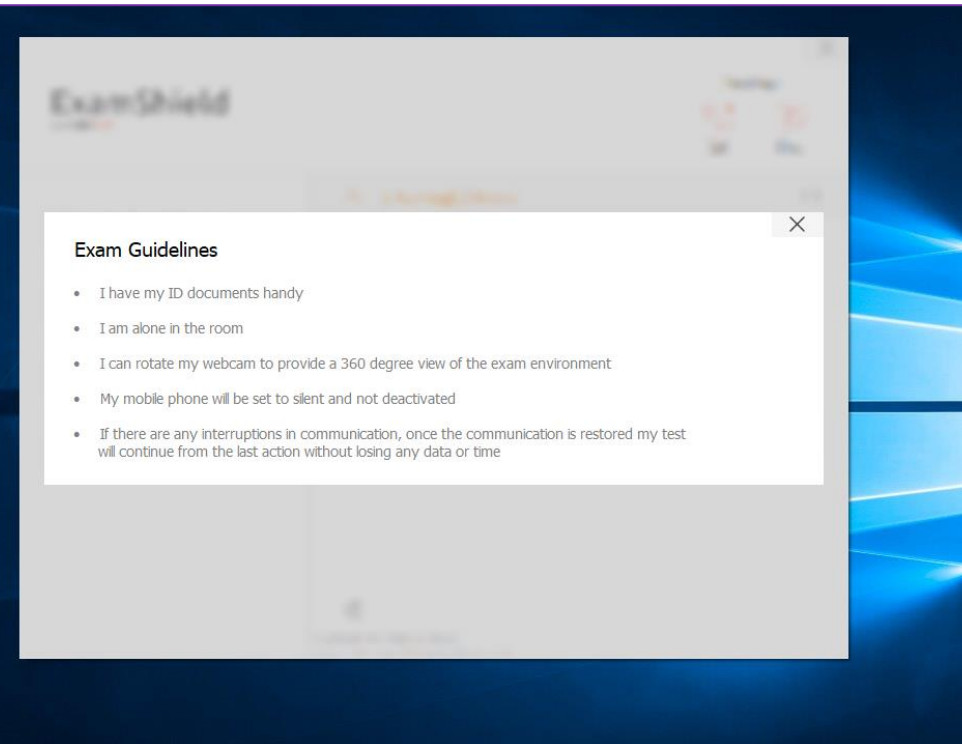 ExamShield
Exam Guidelines
• I have my ID documents handy
• I am alone in the room
• I can rotate my webcam to provide a 360 degree view of the exam environment
• My mobile phone will be set to silent and not deactivated
• If there are any interruptions in communication, once the communication is restored my test
will continue from the last action without losing any data or time